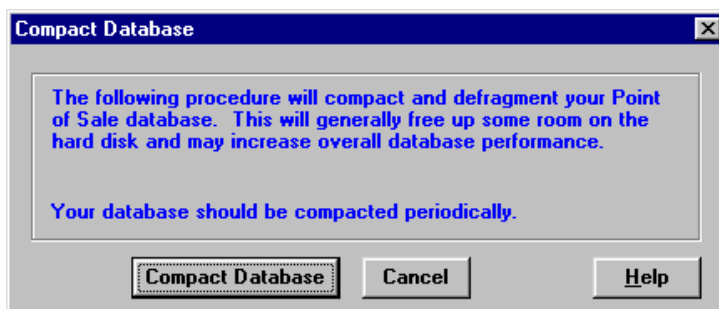 Compact Database
The following procedure will compact and defragment your Point
of Sale database.  This will generally free up some room on the
hard disk and may increase overall database performance.
Your database should be compacted periodically.
Compact Database Cancel Help